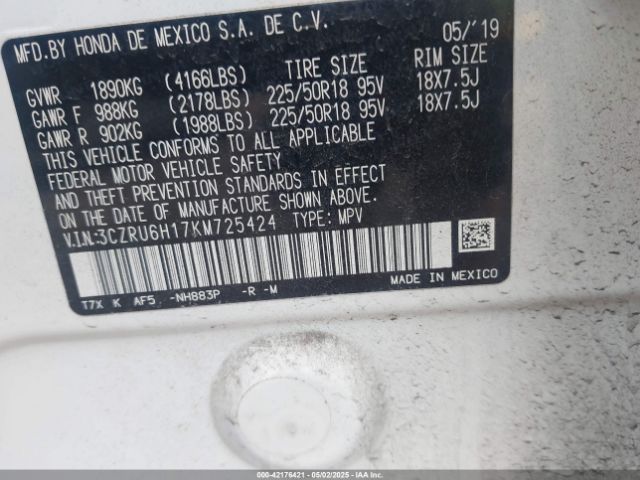 MFD.BY HONDA DE MEXICO S.A. DE C.V. 05/'19
TIRE SIZE RIM SIZE
GVWR 1890KG (4166LBS)
GAWR F 988KG (2178LBS) 225/50R18 95V 18X7.5J
GAWR R 902KG (1988LBS) 225/50R18 95V 18X7.5J
THIS VEHICLE CONFORMS TO ALL APPLICABLE
FEDERAL MOTOR VEHICLE SAFETY
AND THEFT PREVENTION STANDARDS IN EFFECT
ON THE DATE OF MANUFACTURE SHOWN ABOVE.
V.I.N:3CZRU6H17KM725424 TYPE: MPV
T7X K AF5 -NH883P -R -M MADE IN MEXICO
000-42176421 - 05/02/2025 - IAAI.COM